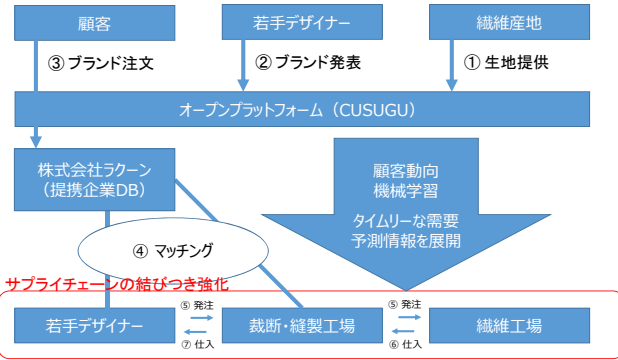 顧客
若手デザイナー
繊維産地
③ ブランド注文
② ブランド発表
① 生地提供
オープンプラットフォーム（CUSUGU）
株式会社ラクーン
（提携企業DB）
顧客動向
機械学習
タイムリーな需要
予測情報を展開
④ マッチング
サプライチェーンの結びつき強化
若手デザイナー
⑤ 発注
⑦ 仕入
裁断・縫製工場
⑤ 発注
⑥ 仕入
繊維工場